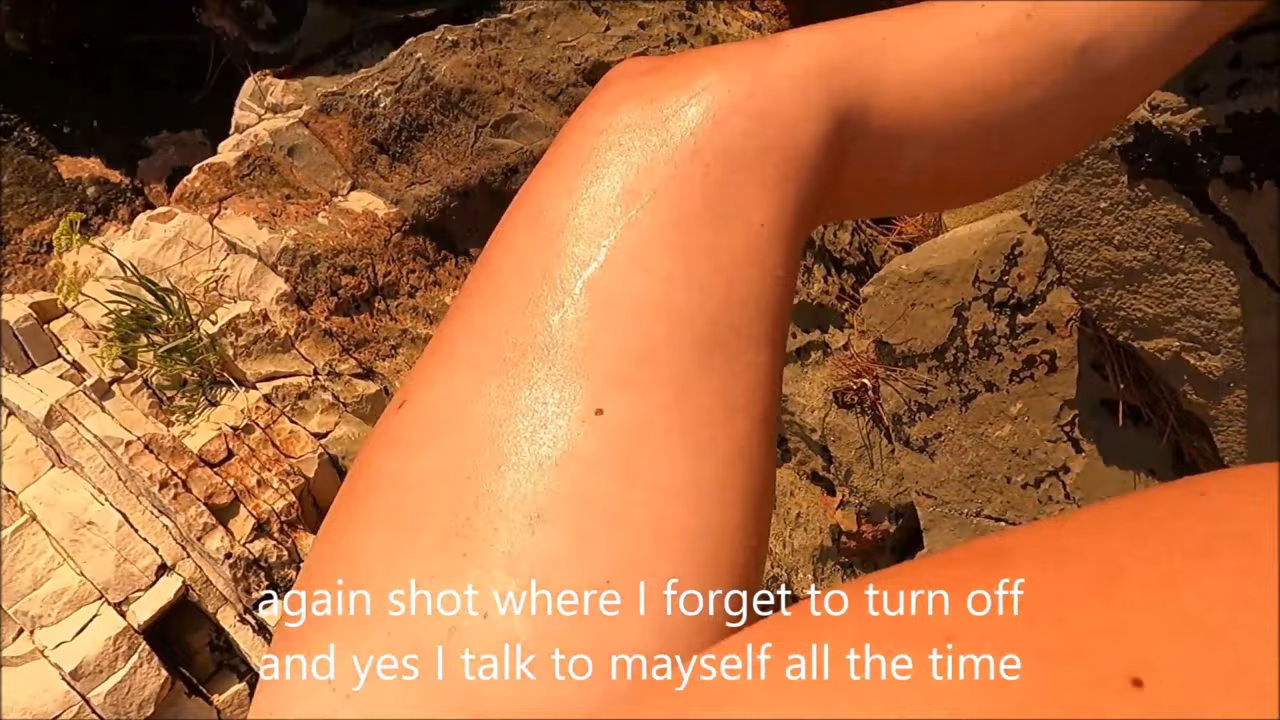 again shot where I forget to turn off
and yes I talk to mayself all the time